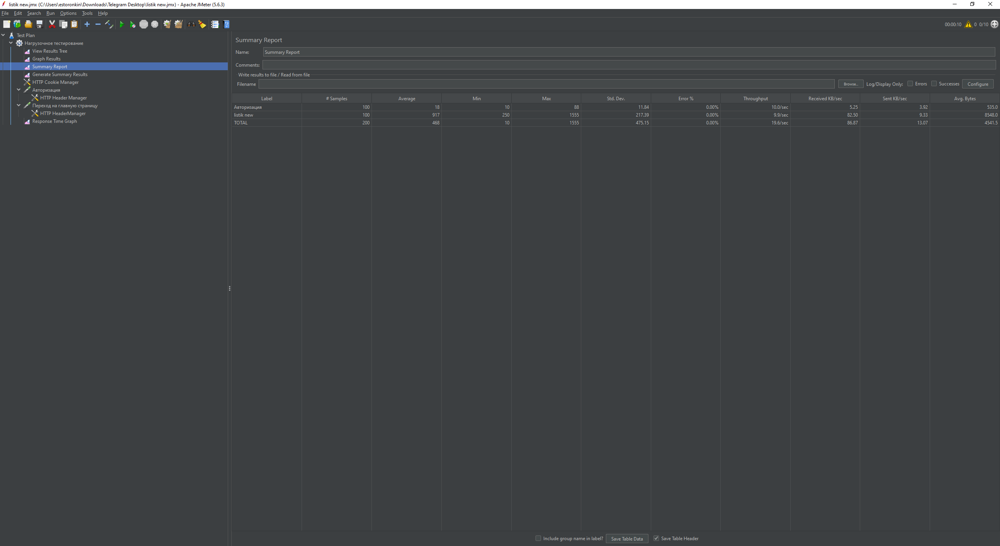 listik new.jmx (C:\Users\estoronkin\Downloads\Telegram Desktop\listik new.jmx) - Apache JMeter (5.6.3)
File Edit Search Run Options Tools Help
00:00:10 0 0/10
Test Plan
Нагрузочное тестирование
View Results Tree
Graph Results
Summary Report
Generate Summary Results
HTTP Cookie Manager
Авторизация
HTTP Header Manager
Переход на главную страницу
HTTP HeaderManager
Response Time Graph
Summary Report
Name: Summary Report
Comments:
Write results to file / Read from file
Filename Browse... Log/Display Only: Errors Successes Configure
Label # Samples Average Min Max Std. Dev. Error % Throughput Received KB/sec Sent KB/sec Avg. Bytes
Авторизация 100 18 10 88 11.84 0.00% 10.0/sec 5.25 3.92 535.0
listik new 100 917 250 1555 217.39 0.00% 9.9/sec 82.50 9.33 8548.0
TOTAL 200 468 10 1555 475.15 0.00% 19.6/sec 86.87 13.07 4541.5
Include group name in label? Save Table Data Save Table Header